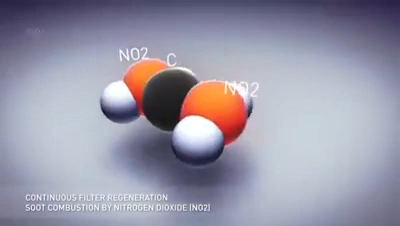 NO2
C
NO2
CONTINUOUS FILTER REGENERATION
SOOT COMBUSTION BY NITROGEN DIOXIDE (NO2)